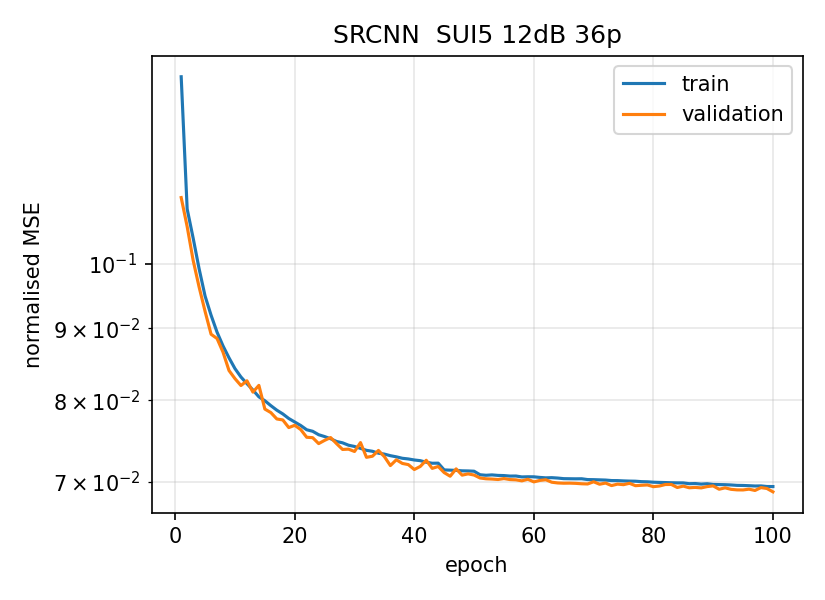 SRCNN  SUI5 12dB 36p
train
validation
normalised MSE
10⁻¹
9 × 10⁻²
8 × 10⁻²
7 × 10⁻²
0 20 40 60 80 100
epoch